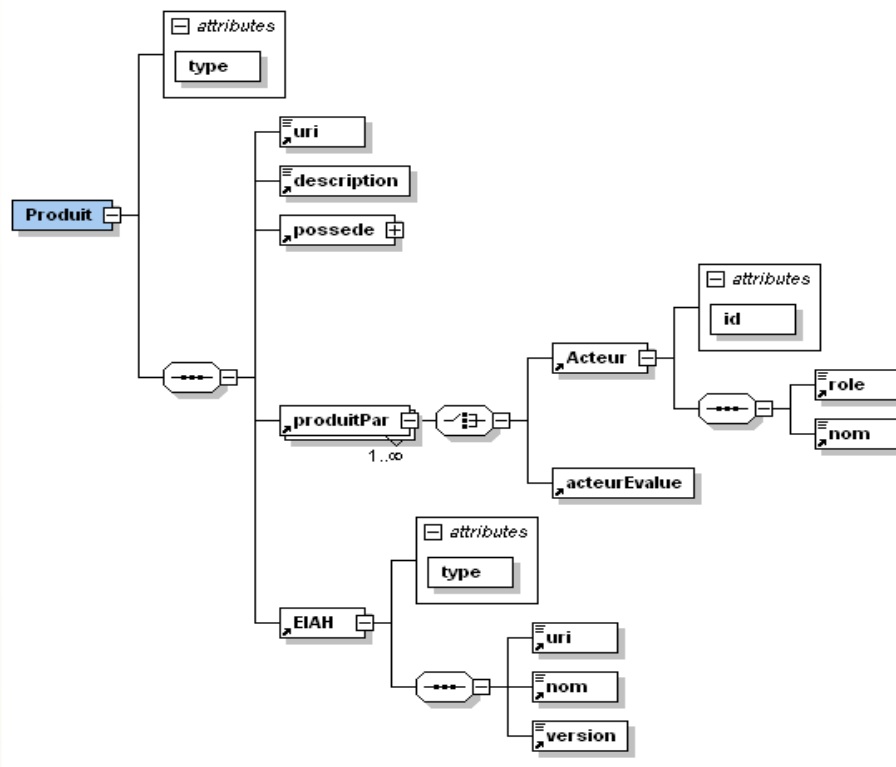 attributes
type
uri
description
Produit
possede
attributes
id
Acteur
role
produitPar
nom
1..∞
acteurEvalue
attributes
type
EIAH
uri
nom
version